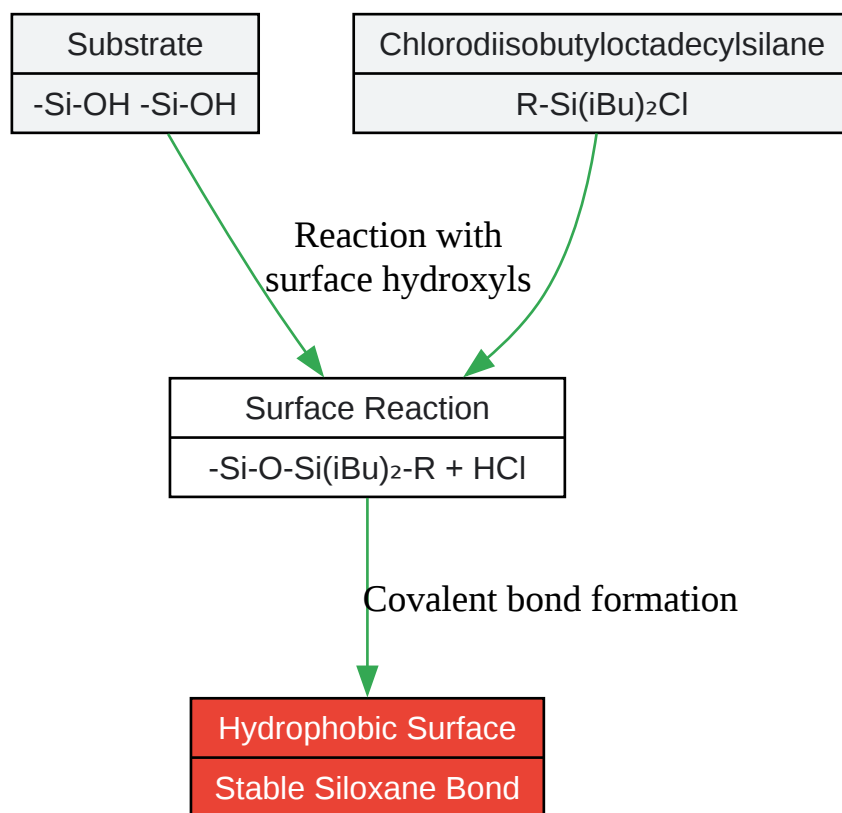 Substrate
-Si-OH -Si-OH
Chlorodiisobutyloctadecylsilane
R-Si(iBu)₂Cl
Reaction with
surface hydroxyls
Surface Reaction
-Si-O-Si(iBu)₂-R + HCl
Covalent bond formation
Hydrophobic Surface
Stable Siloxane Bond